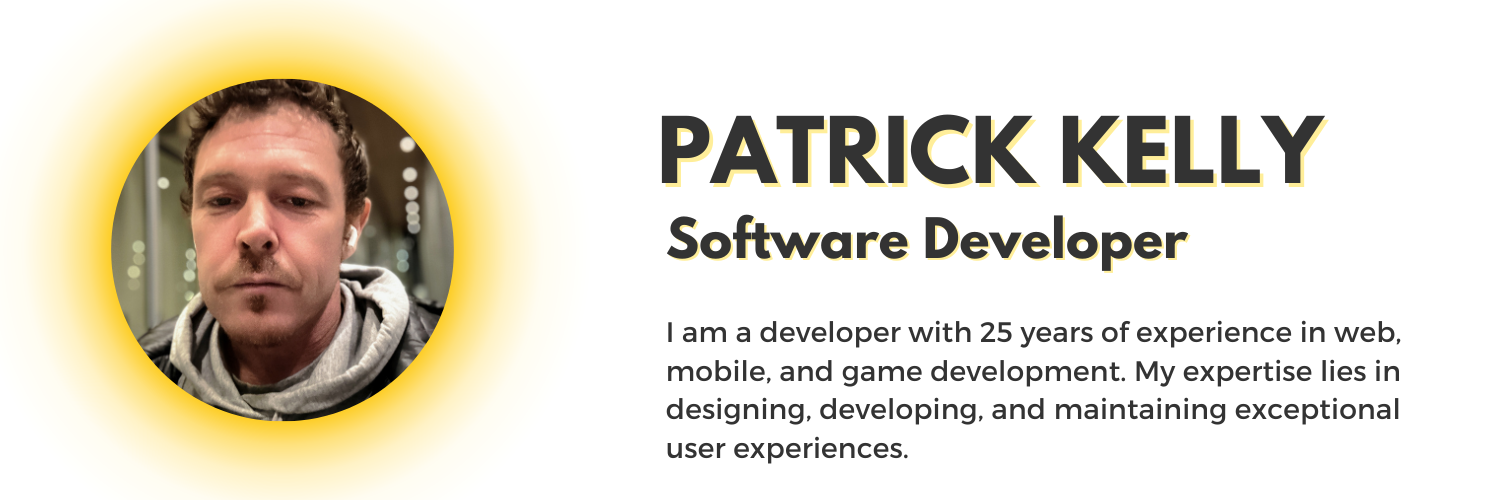 PATRICK KELLY
Software Developer
I am a developer with 25 years of experience in web,
mobile, and game development. My expertise lies in
designing, developing, and maintaining exceptional
user experiences.